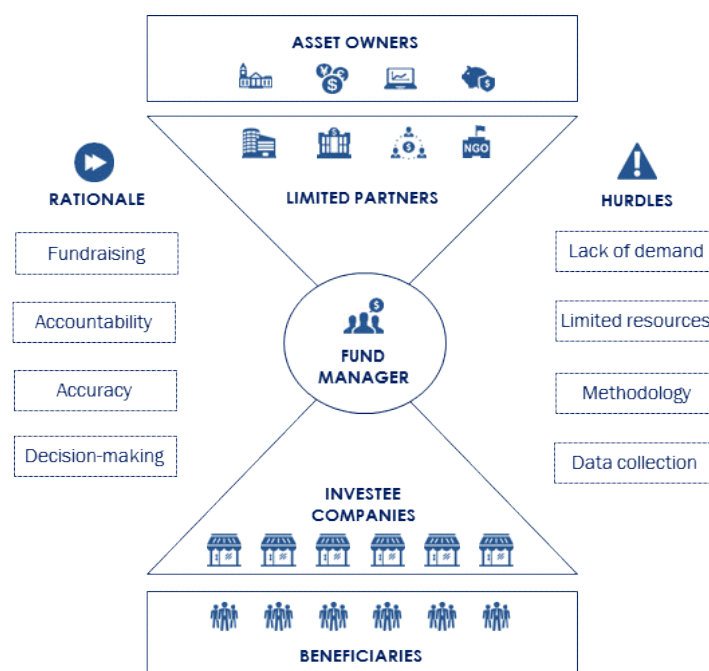 ASSET OWNERS
¥ £
$
$
$
$
NGO
LIMITED PARTNERS
RATIONALE
Fundraising
Accountability
Accuracy
Decision-making
HURDLES
Lack of demand
Limited resources
Methodology
Data collection
$
FUND
MANAGER
INVESTEE
COMPANIES
BENEFICIARIES